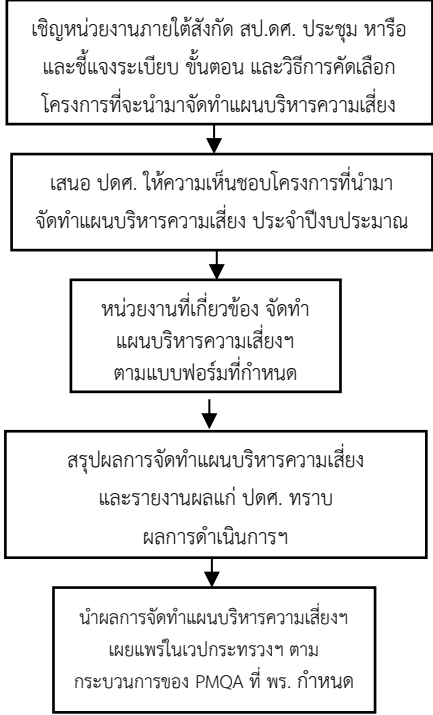 เชิญหน่วยงานภายใต้สังกัด สป.ดศ. ประชุม หารือ
และชี้แจงระเบียบ ขั้นตอน และวิธีการคัดเลือก
โครงการที่จะนำมาจัดทำแผนบริหารความเสี่ยง
เสนอ ปดศ. ให้ความเห็นชอบโครงการที่นำมา
จัดทำแผนบริหารความเสี่ยง ประจำปีงบประมาณ
หน่วยงานที่เกี่ยวข้อง จัดทำ
แผนบริหารความเสี่ยงฯ
ตามแบบฟอร์มที่กำหนด
สรุปผลการจัดทำแผนบริหารความเสี่ยง
และรายงานผลแก่ ปดศ. ทราบ
ผลการดำเนินการฯ
นำผลการจัดทำแผนบริหารความเสี่ยงฯ
เผยแพร่ในเวปกระทรวงฯ ตาม
กระบวนการของ PMQA ที่ พร. กำหนด